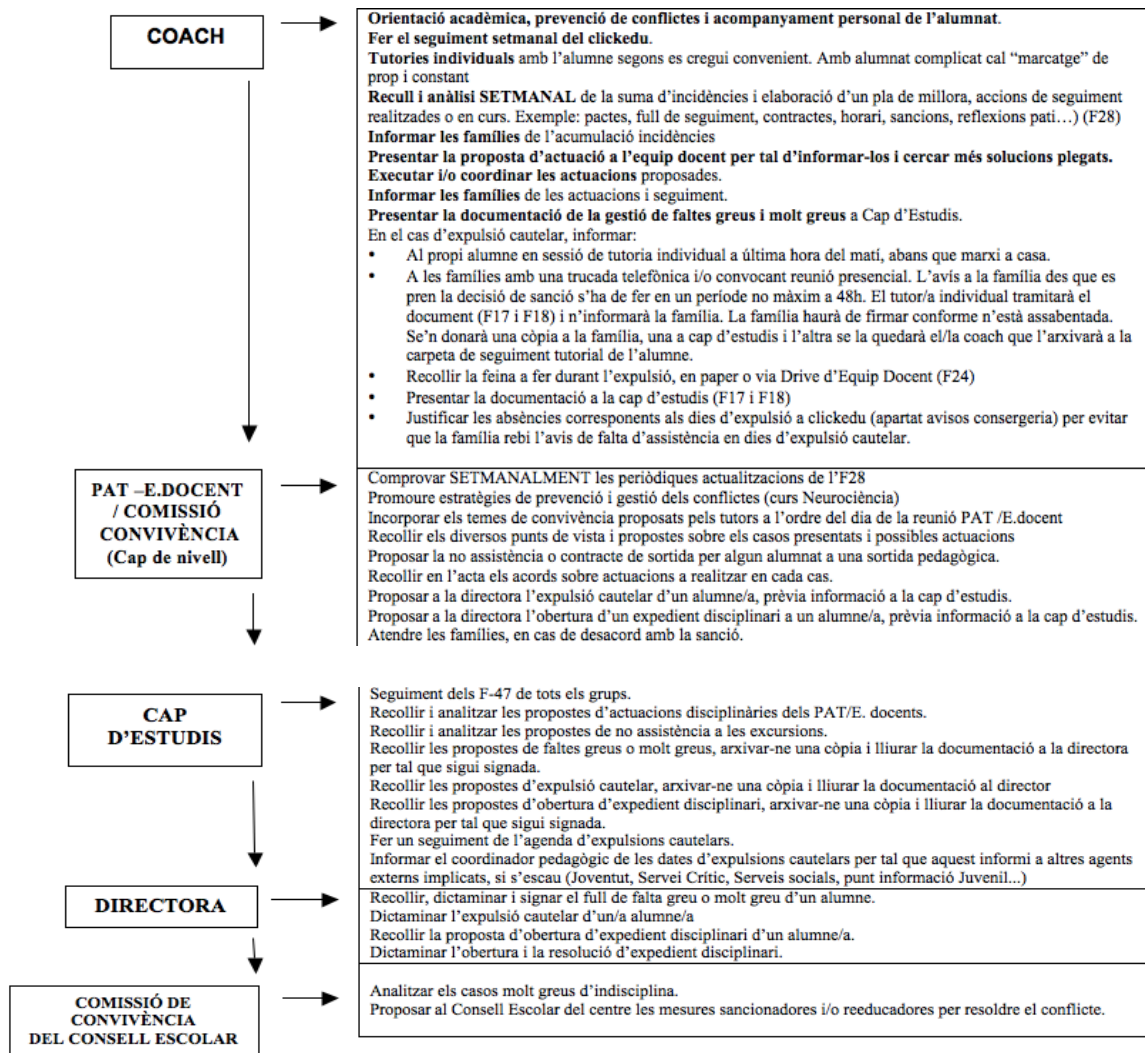 COACH
Orientació acadèmica, prevenció de conflictes i acompanyament personal de l'alumnat.
Fer el seguiment setmanal del clickedu.
Tutories individuals amb l'alumne segons es cregui convenient. Amb alumnat complicat cal “marcatge” de
prop i constant
Recull i anàlisi SETMANAL de la suma d'incidències i elaboració d'un pla de millora, accions de seguiment
realitzades o en curs. Exemple: pactes, full de seguiment, contractes, horari, sancions, reflexions pati…) (F28)
Informar les famílies de l'acumulació incidències
Presentar la proposta d'actuació a l'equip docent per tal d'informar-los i cercar més solucions plegats.
Executar i/o coordinar les actuacions proposades.
Informar les famílies de les actuacions i seguiment.
Presentar la documentació de la gestió de faltes greus i molt greus a Cap d'Estudis.
En el cas d'expulsió cautelar, informar:
• Al propi alumne en sessió de tutoria individual a última hora del matí, abans que marxi a casa.
• A les famílies amb una trucada telefònica i/o convocant reunió presencial. L'avís a la família des que es
pren la decisió de sanció s'ha de fer en un període no màxim a 48h. El tutor/a individual tramitarà el
document (F17 i F18) i n'informarà la família. La família haurà de firmar conforme n'està assabentada.
Se'n donarà una còpia a la família, una a cap d'estudis i l'altra se la quedarà el/la coach que l'arxivarà a la
carpeta de seguiment tutorial de l'alumne.
• Recollir la feina a fer durant l'expulsió, en paper o via Drive d'Equip Docent (F24)
• Presentar la documentació a la cap d'estudis (F17 i F18)
• Justificar les absències corresponents als dies d'expulsió a clickedu (apartat avisos consergeria) per evitar
que la família rebi l'avis de falta d'assistència en dies d'expulsió cautelar.
PAT –E.DOCENT
/ COMISSIÓ
CONVIVÈNCIA
(Cap de nivell)
Comprovar SETMANALMENT les periòdiques actualitzacions de l'F28
Promoure estratègies de prevenció i gestió dels conflictes (curs Neurociència)
Incorporar els temes de convivència proposats pels tutors a l'ordre del dia de la reunió PAT /E.docent
Recollir els diversos punts de vista i propostes sobre els casos presentats i possibles actuacions
Proposar la no assistència o contracte de sortida per algun alumnat a una sortida pedagògica.
Recollir en l'acta els acords sobre actuacions a realitzar en cada cas.
Proposar a la directora l'expulsió cautelar d'un alumne/a, prèvia informació a la cap d'estudis.
Proposar a la directora l'obertura d'un expedient disciplinari a un alumne/a, prèvia informació a la cap d'estudis.
Atendre les famílies, en cas de desacord amb la sanció.
CAP
D'ESTUDIS
Seguiment dels F-47 de tots els grups.
Recollir i analitzar les propostes d'actuacions disciplinàries dels PAT/E. docents.
Recollir i analitzar les propostes de no assistència a les excursions.
Recollir les propostes de faltes greus o molt greus, arxivar-ne una còpia i lliurar la documentació a la directora
per tal que sigui signada.
Recollir les propostes d'expulsió cautelar, arxivar-ne una còpia i lliurar la documentació al director
Recollir les propostes d'obertura d'expedient disciplinari, arxivar-ne una còpia i lliurar la documentació a la
directora per tal que sigui signada.
Fer un seguiment de l'agenda d'expulsions cautelars.
Informar el coordinador pedagògic de les dates d'expulsions cautelars per tal que aquest informi a altres agents
externs implicats, si s'escau (Joventut, Servei Crític, Serveis socials, punt informació Juvenil...)
DIRECTORA
Recollir, dictaminar i signar el full de falta greu o molt greu d'un alumne.
Dictaminar l'expulsió cautelar d'un/a alumne/a
Recollir la proposta d'obertura d'expedient disciplinari d'un alumne/a.
Dictaminar l'obertura i la resolució d'expedient disciplinari.
COMISSIÓ DE
CONVIVÈNCIA
DEL CONSELL ESCOLAR
Analitzar els casos molt greus d'indisciplina.
Proposar al Consell Escolar del centre les mesures sancionadores i/o reeducadores per resoldre el conflicte.